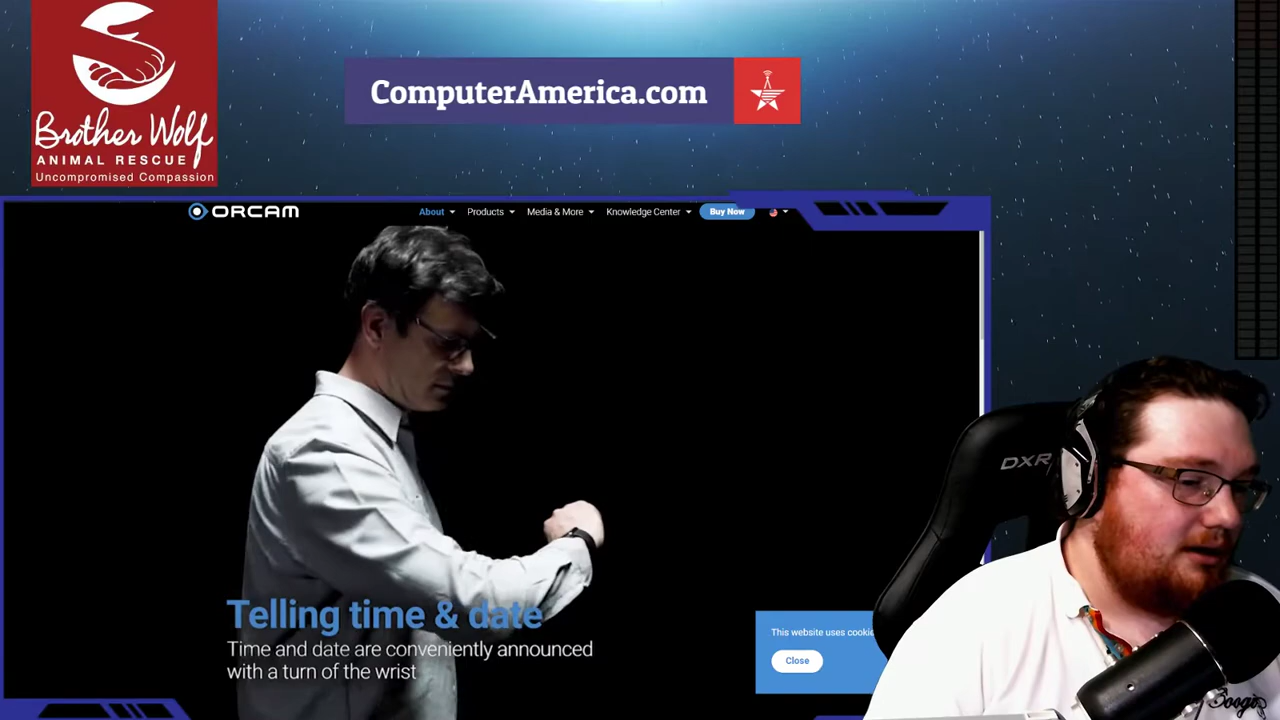 Brother Wolf
ANIMAL RESCUE
Uncompromised Compassion
ComputerAmerica.com
ORCAM
About
Products
Media & More
Knowledge Center
Buy Now
Telling time & date
Time and date are conveniently announced
with a turn of the wrist
This website uses cookie
Close
DXR